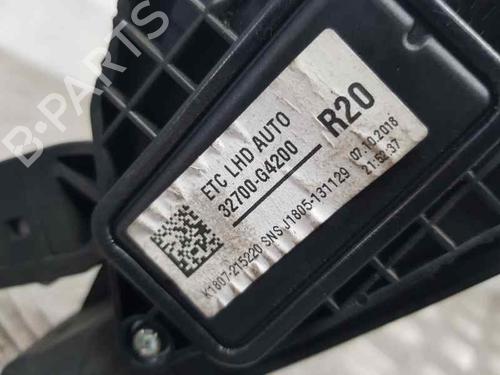 ETC LHD AUTO
32700-G4200
R20
K1807-215220 SNS J1805-131129
07.10.2018
21:52:37
B-PARTS